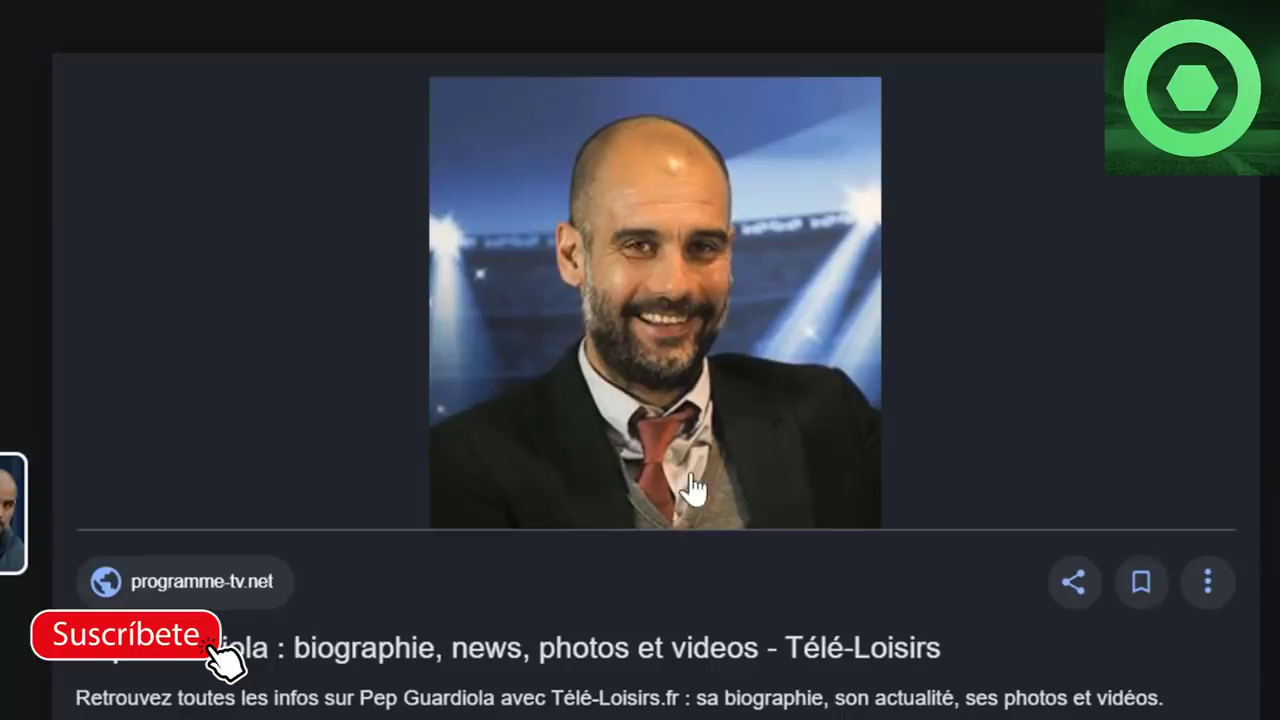 programme-tv.net
Suscríbete
iola : biographie, news, photos et videos - Télé-Loisirs
Retrouvez toutes les infos sur Pep Guardiola avec Télé-Loisirs.fr : sa biographie, son actualité, ses photos et vidéos.